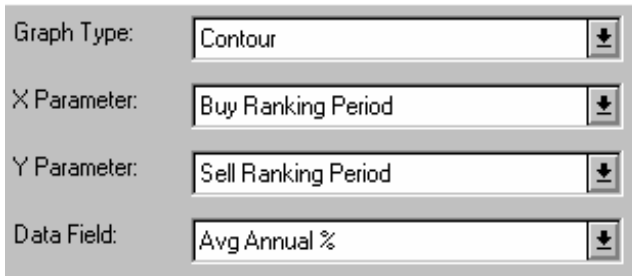 Graph Type: Contour
X Parameter: Buy Ranking Period
Y Parameter: Sell Ranking Period
Data Field: Avg Annual %